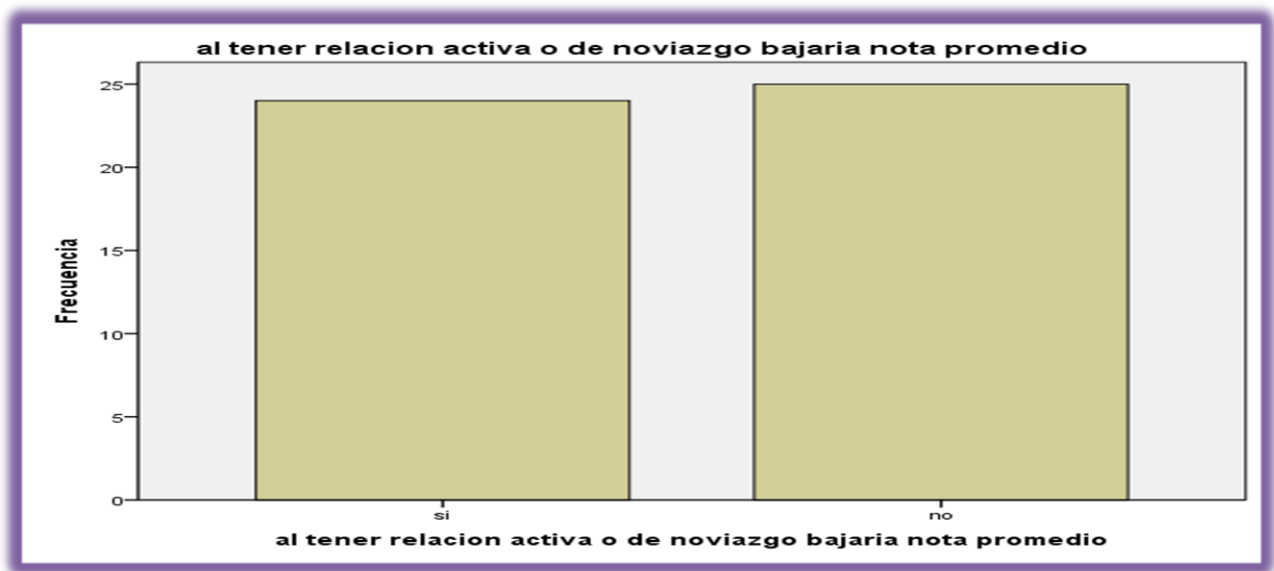 al tener relacion activa o de noviazgo bajaria nota promedio
Frecuencia
25
20
15
10
5
0
si
no
al tener relacion activa o de noviazgo bajaria nota promedio